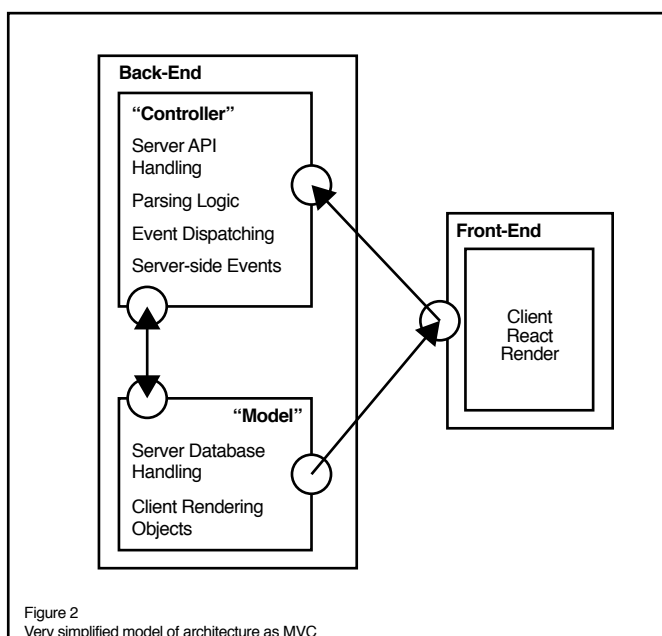 Back-End
“Controller”
Server API
Handling
Parsing Logic
Event Dispatching
Server-side Events
“Model”
Server Database
Handling
Client Rendering
Objects
Front-End
Client
React
Render
Figure 2
Very simplified model of architecture as MVC